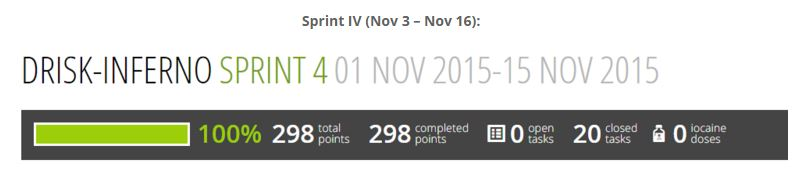 Sprint IV (Nov 3 – Nov 16):
DRISK-INFERNO SPRINT 4 01 NOV 2015-15 NOV 2015
100% 298 total points 298 completed points 0 open tasks 20 closed tasks 0 iocaine doses